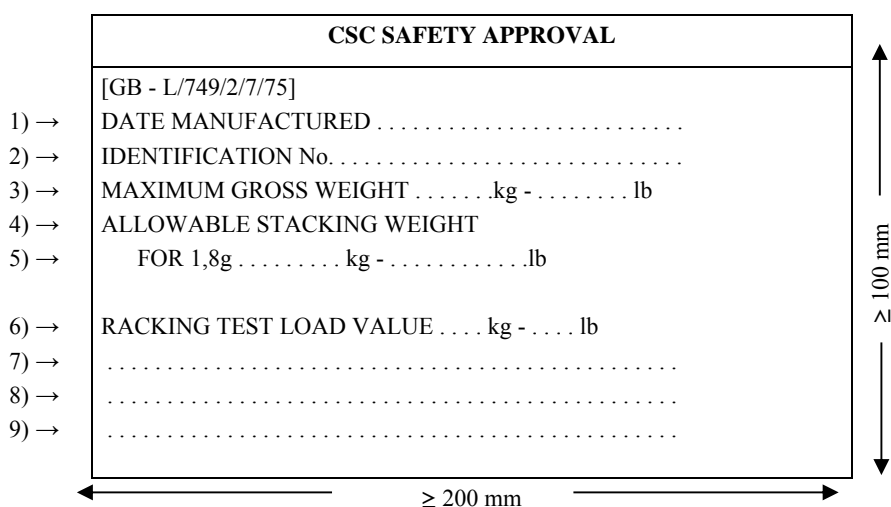 CSC SAFETY APPROVAL
[GB - L/749/2/7/75]
1) → DATE MANUFACTURED . . . . . . . . . . . . . . . . . . . . . . . . . .
2) → IDENTIFICATION No. . . . . . . . . . . . . . . . . . . . . . . . . . . . . .
3) → MAXIMUM GROSS WEIGHT . . . . . . .kg - . . . . . . . . lb
4) → ALLOWABLE STACKING WEIGHT
5) → FOR 1,8g . . . . . . . . . kg - . . . . . . . . . . . .lb
6) → RACKING TEST LOAD VALUE . . . . kg - . . . . lb
7) → . . . . . . . . . . . . . . . . . . . . . . . . . . . . . . . . . . . . . . . . . . . . . . . .
8) → . . . . . . . . . . . . . . . . . . . . . . . . . . . . . . . . . . . . . . . . . . . . . . . .
9) → . . . . . . . . . . . . . . . . . . . . . . . . . . . . . . . . . . . . . . . . . . . . . . . .
≥ 100 mm
≥ 200 mm